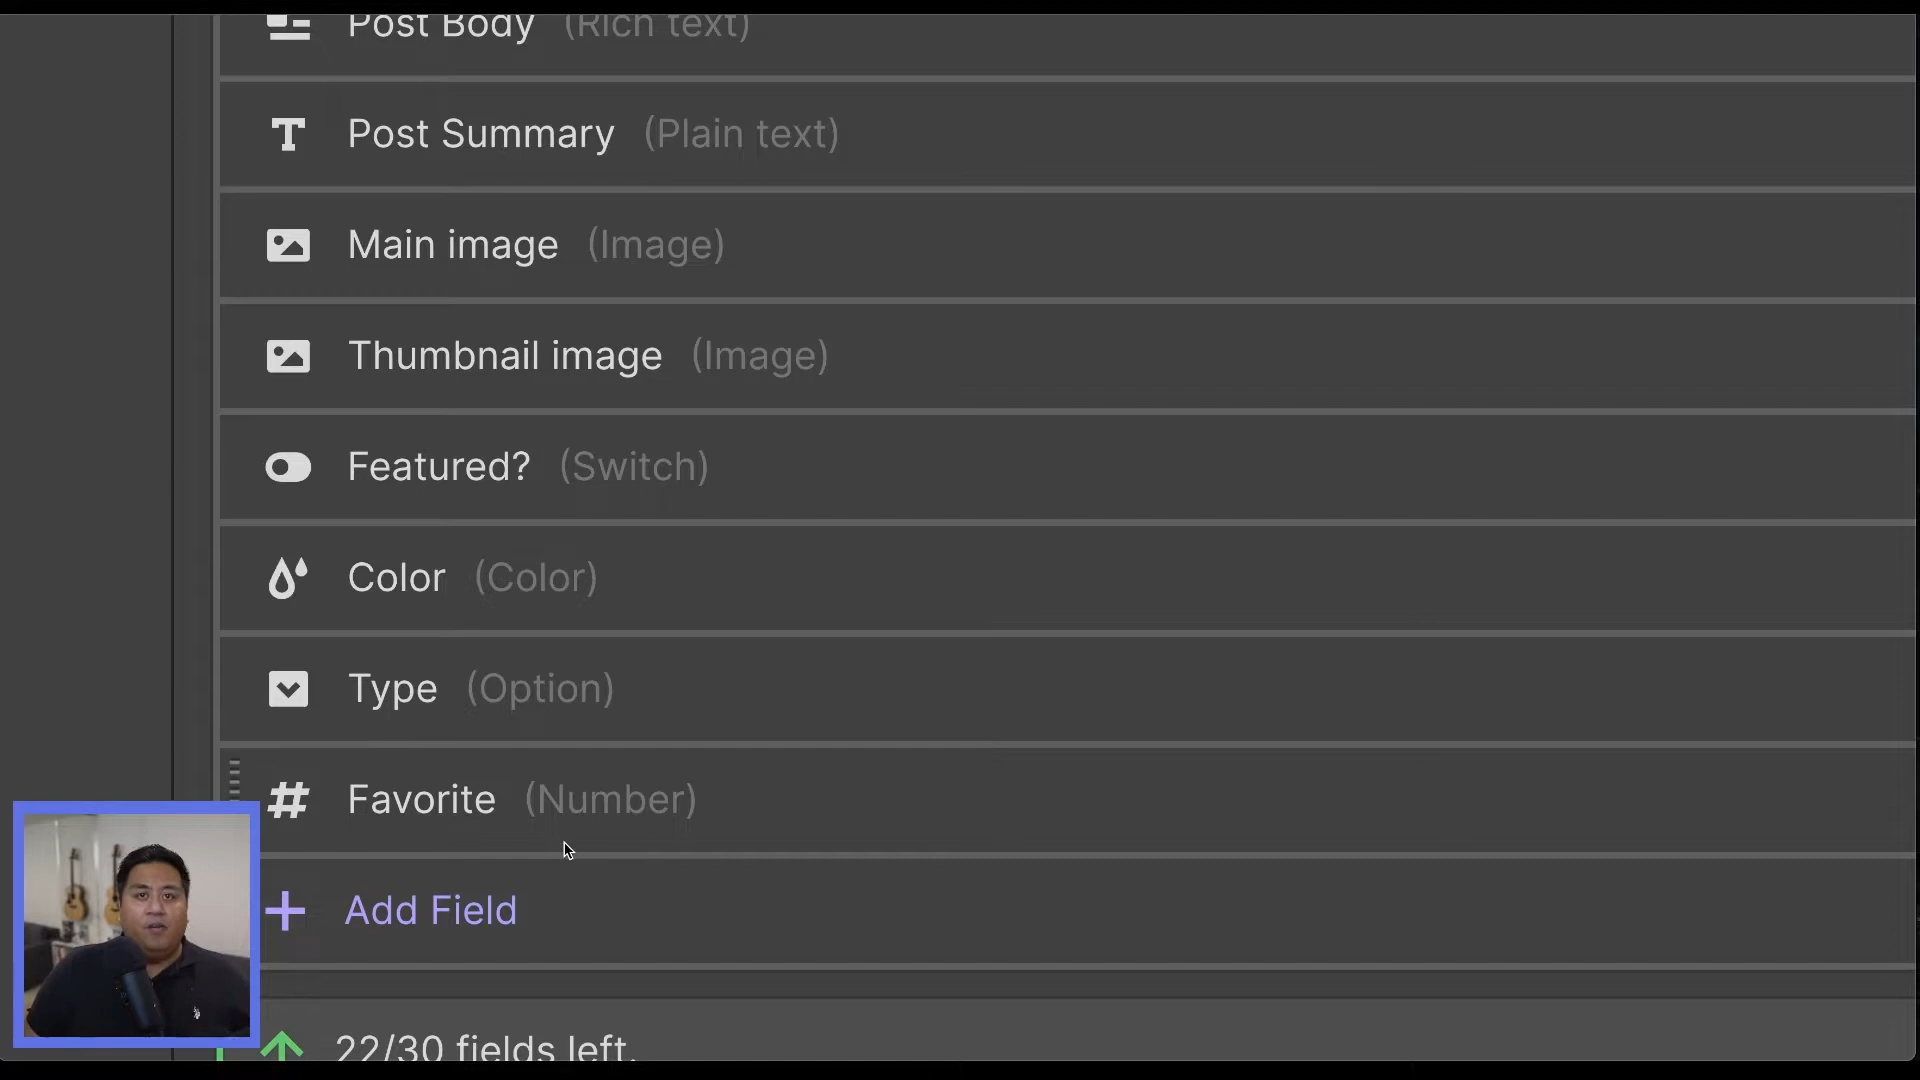 Post Body (Rich text)
Post Summary (Plain text)
Main image (Image)
Thumbnail image (Image)
Featured? (Switch)
Color (Color)
Type (Option)
Favorite (Number)
Add Field
22/30 fields left.